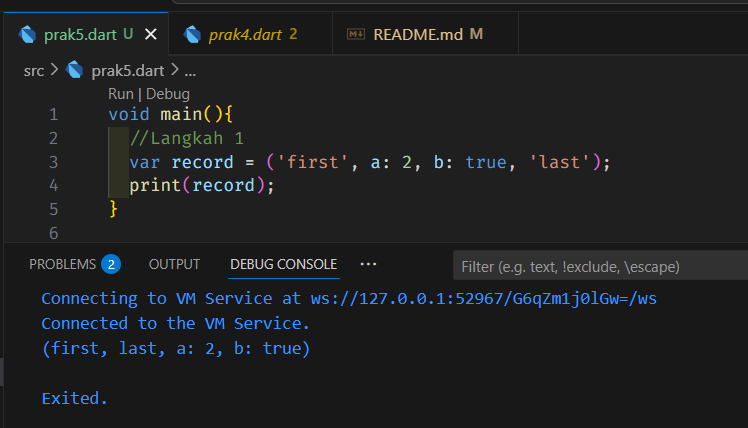 prak5.dart U
prak4.dart 2
README.md M
src > prak5.dart > ...
Run | Debug
1 void main(){
2 //Langkah 1
3 var record = ('first', a: 2, b: true, 'last');
4 print(record);
5 }
6
PROBLEMS 2 OUTPUT DEBUG CONSOLE ... Filter (e.g. text, !exclude, \escape)
Connecting to VM Service at ws://127.0.0.1:52967/G6qZm1j0lGw=/ws
Connected to the VM Service.
(first, last, a: 2, b: true)
Exited.